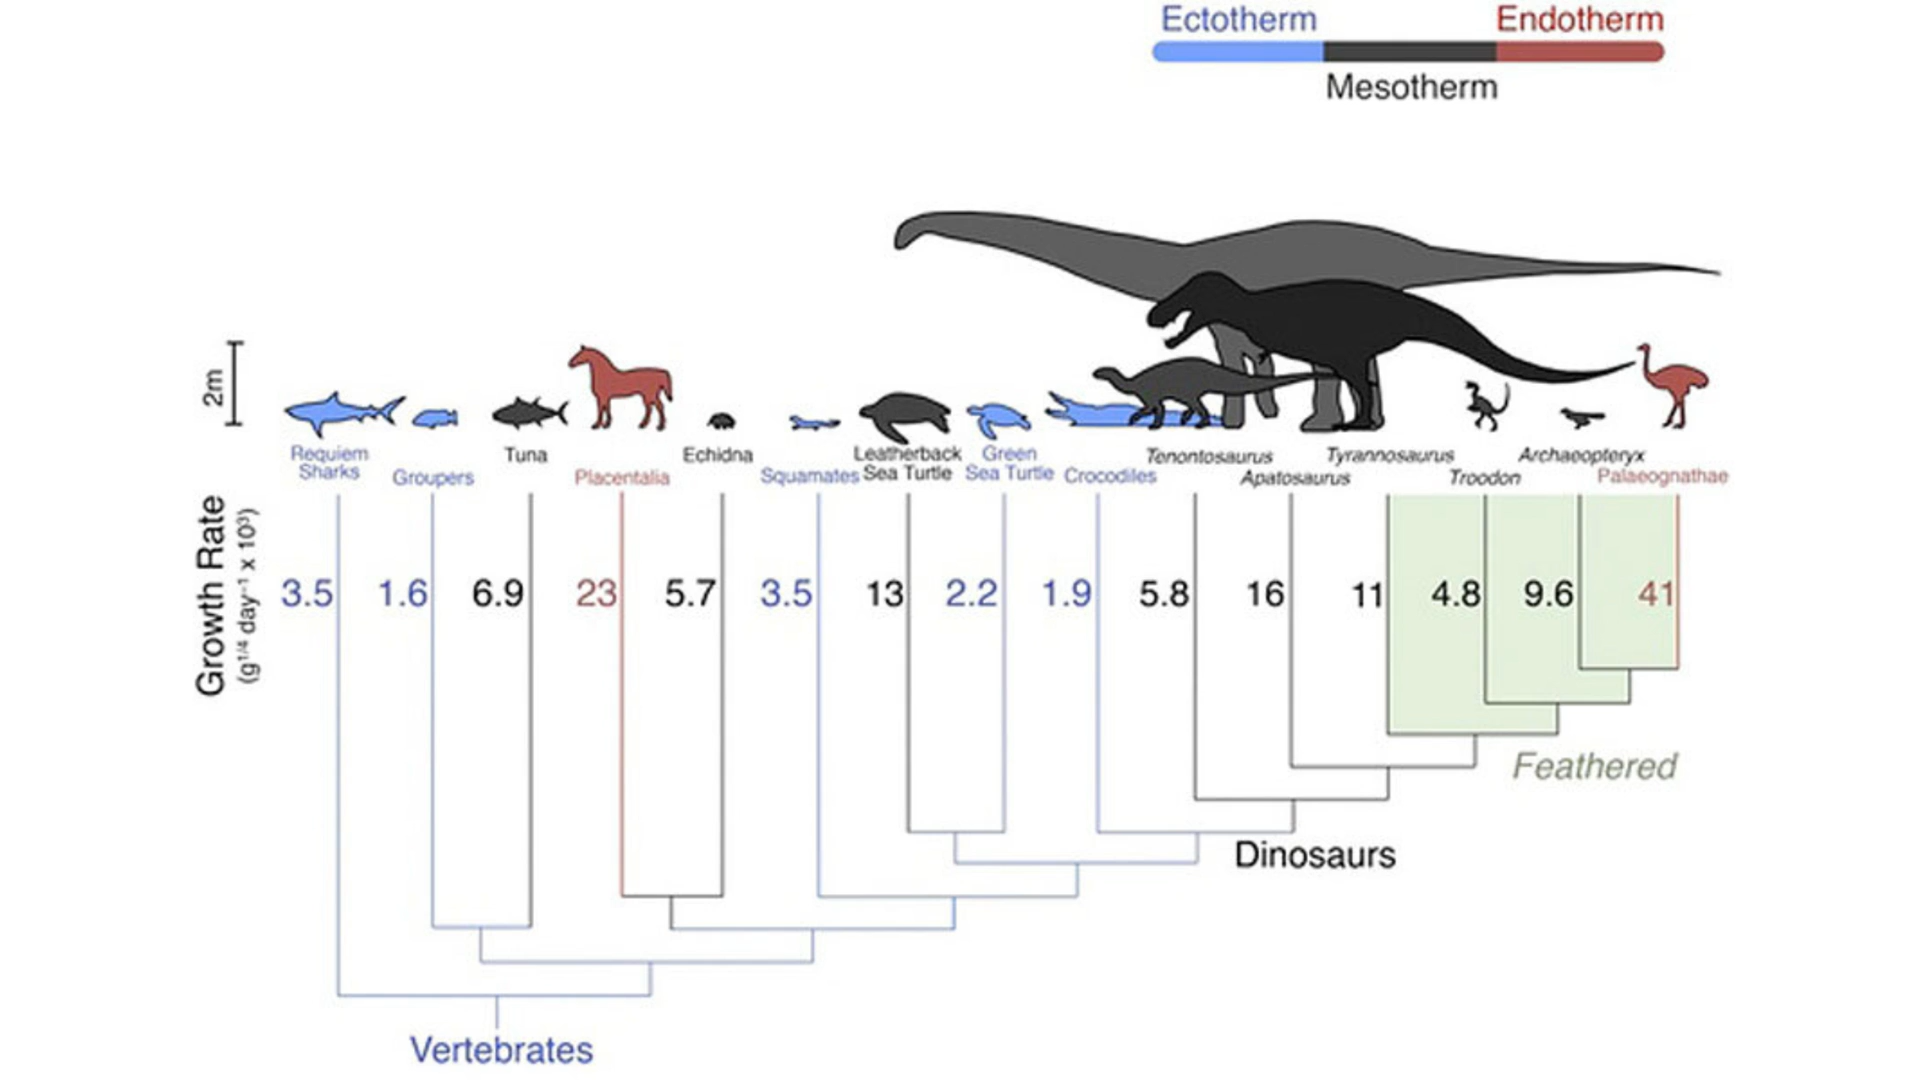 Ectotherm
Endotherm
Mesotherm
2m
Requiem
Sharks
Groupers
Tuna
Placentalia
Echidna
Squamates
Leatherback
Sea Turtle
Green
Sea Turtle
Crocodiles
Tenontosaurus
Apatosaurus
Tyrannosaurus
Troodon
Archaeopteryx
Palaeognathae
Growth Rate
(g¹/⁴ day⁻¹ x 10³)
3.5
1.6
6.9
23
5.7
3.5
13
2.2
1.9
5.8
16
11
4.8
9.6
41
Feathered
Dinosaurs
Vertebrates